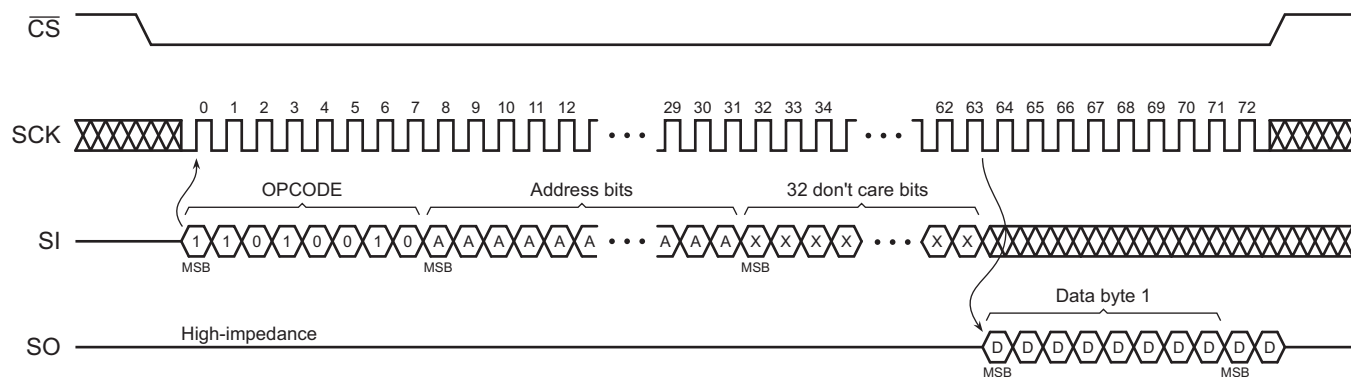 CS
0 1 2 3 4 5 6 7 8 9 10 11 12 29 30 31 32 33 34 62 63 64 65 66 67 68 69 70 71 72
SCK
OPCODE Address bits 32 don't care bits
SI 1 1 0 1 0 0 1 0 A A A A A A A A A X X X X X X
MSB MSB MSB
Data byte 1
High-impedance
SO D D D D D D D D D D
MSB MSB